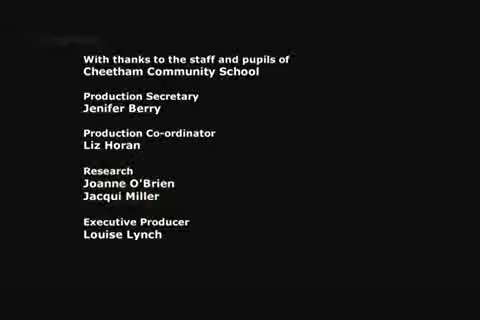 With thanks to the staff and pupils of
Cheetham Community School
Production Secretary
Jenifer Berry
Production Co-ordinator
Liz Horan
Research
Joanne O'Brien
Jacqui Miller
Executive Producer
Louise Lynch